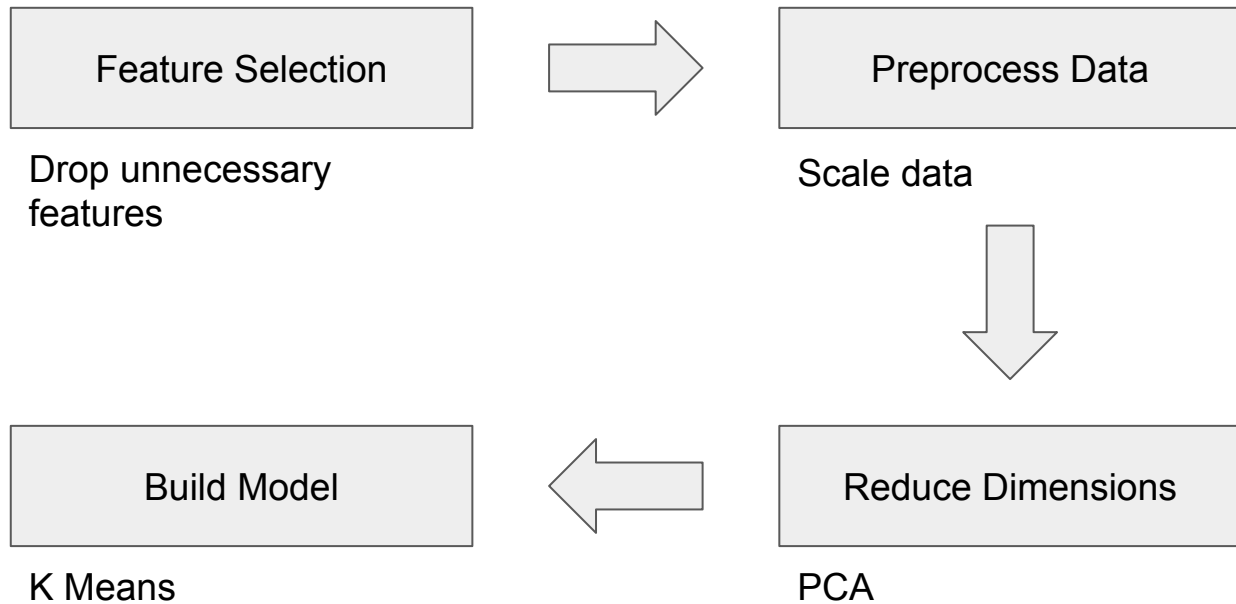 Feature Selection
Preprocess Data
Drop unnecessary
features
Scale data
Build Model
Reduce Dimensions
K Means
PCA